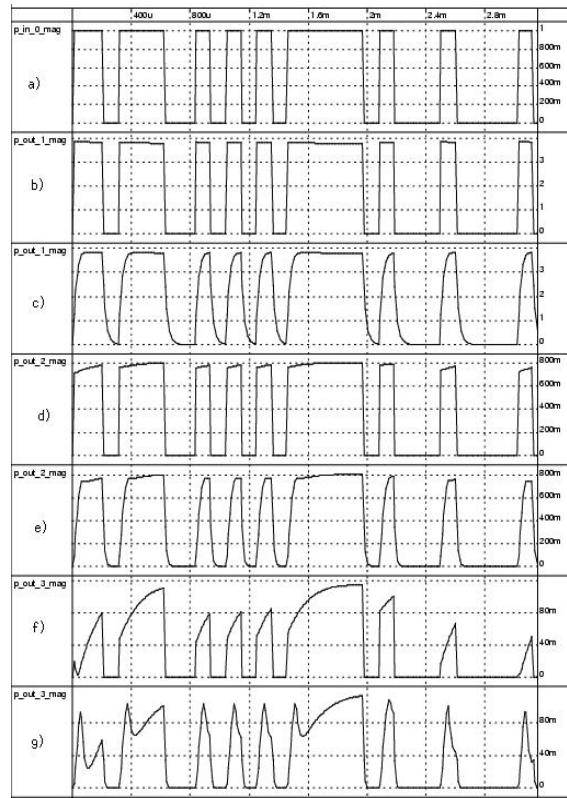 400u 800u 1.2m 1.6m 2m 2.4m 2.8m
p_in_0_mag
1
800m
a)
600m
400m
200m
0
p_out_1_mag
3
b)
2
1
0
p_out_1_mag
3
c)
2
1
0
p_out_2_mag
800m
600m
d)
400m
200m
0
p_out_2_mag
800m
600m
e)
400m
200m
0
p_out_3_mag
f)
80m
40m
0
p_out_3_mag
80m
g)
40m
0